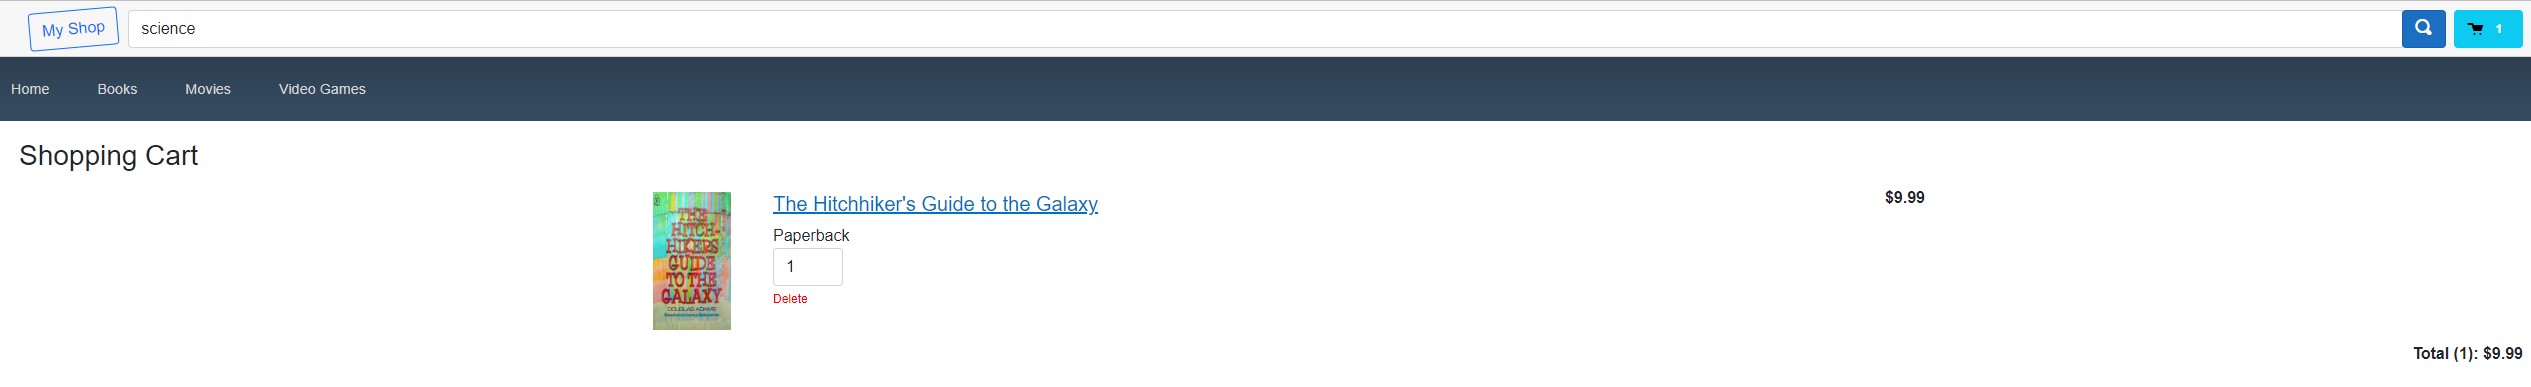 My Shop
science
1
Home Books Movies Video Games
Shopping Cart
THE
HITCH-
HIKERS
GUIDE
TO THE
GALAXY
DOUGLAS ADAMS
The Hitchhiker's Guide to the Galaxy
$9.99
Paperback
1
Delete
Total (1): $9.99